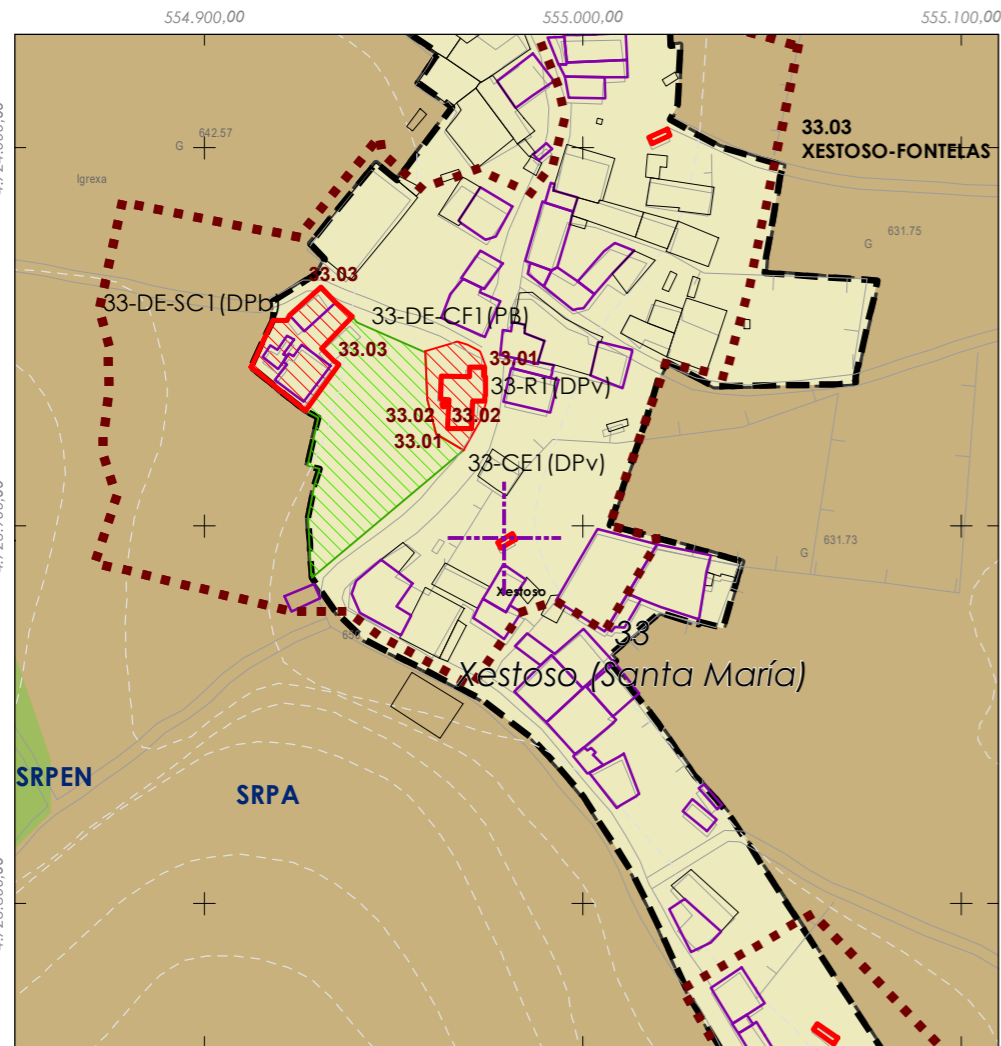 554.900,00
555.000,00
555.100,00
33.03
XESTOSO-FONTELAS
G 642.57
Igrexa
G 631.75
33.03
33-DE-SC1(DPb
33-DE-CF1(PB)
33.03
33.01
33-R1(DPv)
33.02
33.02
33.01
33-CE1(DPv)
G 631.73
Xestoso
33
Xestoso (Santa María)
SRPEN
SRPA